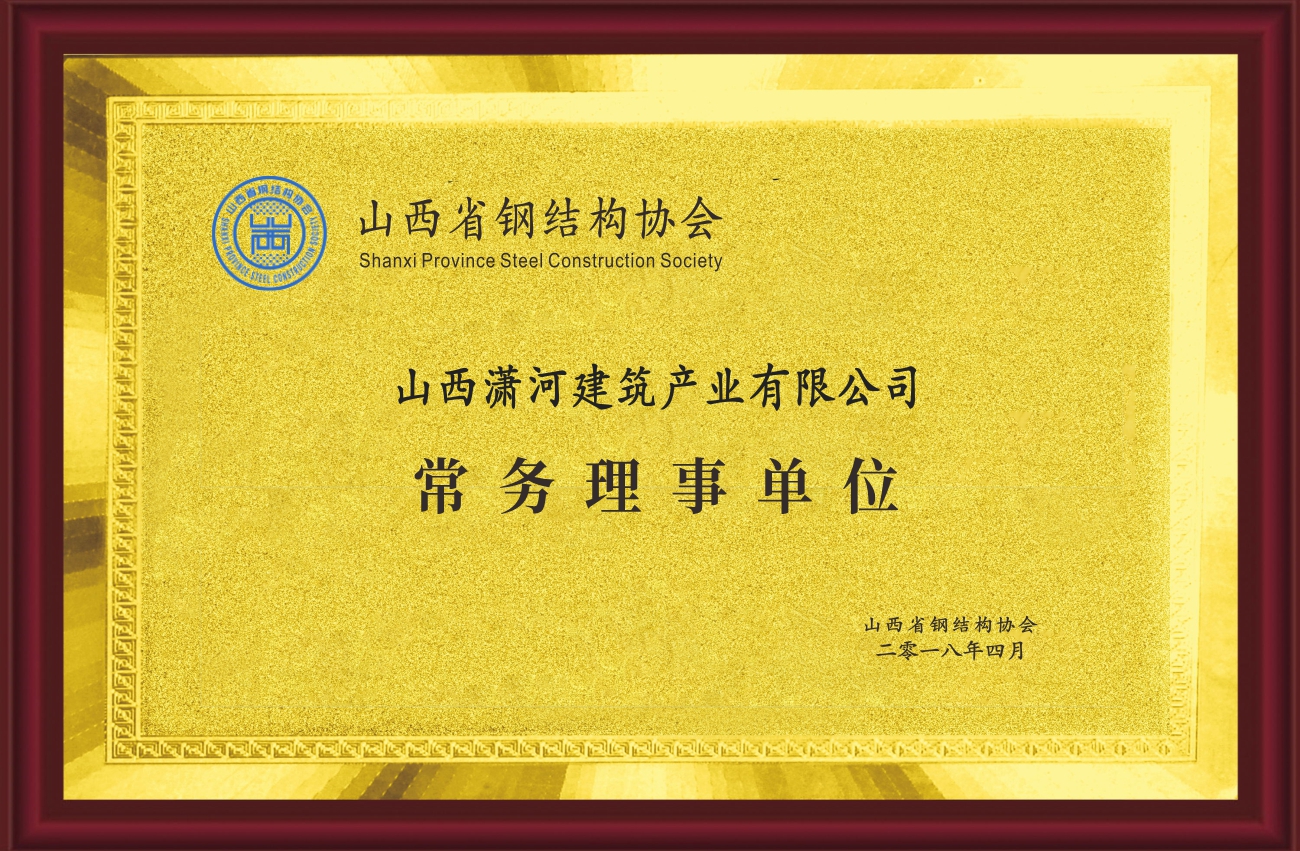 山西省钢结构协会
SHANXI PROVINCE STEEL CONSTRUCTION SOCIETY
山西省钢结构协会
Shanxi Province Steel Construction Society
山西潇河建筑产业有限公司
常务理事单位
山西省钢结构协会
二零一八年四月